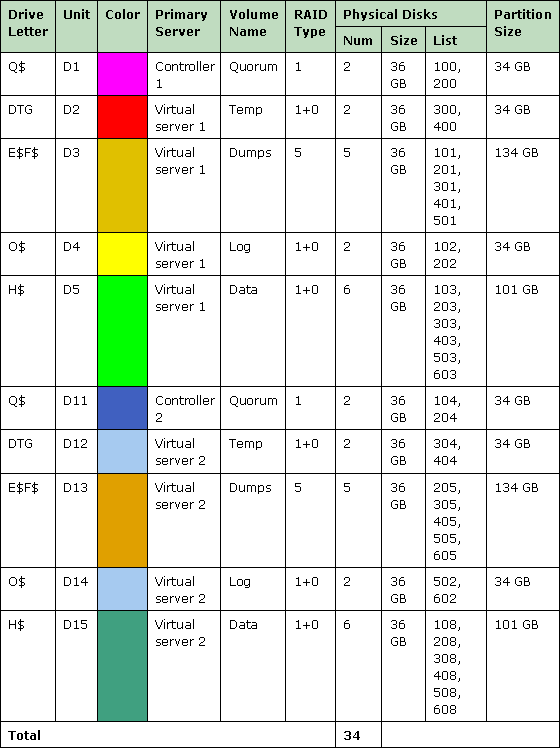 Drive Letter Unit Color Primary Server Volume Name RAID Type Physical Disks Partition Size
Num Size List
Q$ D1 Controller 1 Quorum 1 2 36 GB 100, 200 34 GB
DTG D2 Virtual server 1 Temp 1+0 2 36 GB 300, 400 34 GB
E$F$ D3 Virtual server 1 Dumps 5 5 36 GB 101, 201, 301, 401, 501 134 GB
O$ D4 Virtual server 1 Log 1+0 2 36 GB 102, 202 34 GB
H$ D5 Virtual server 1 Data 1+0 6 36 GB 103, 203, 303, 403, 503, 603 101 GB
Q$ D11 Controller 2 Quorum 1 2 36 GB 104, 204 34 GB
DTG D12 Virtual server 2 Temp 1+0 2 36 GB 304, 404 34 GB
E$F$ D13 Virtual server 2 Dumps 5 5 36 GB 205, 305, 405, 505, 605 134 GB
O$ D14 Virtual server 2 Log 1+0 2 36 GB 502, 602 34 GB
H$ D15 Virtual server 2 Data 1+0 6 36 GB 108, 208, 308, 408, 508, 608 101 GB
Total 34